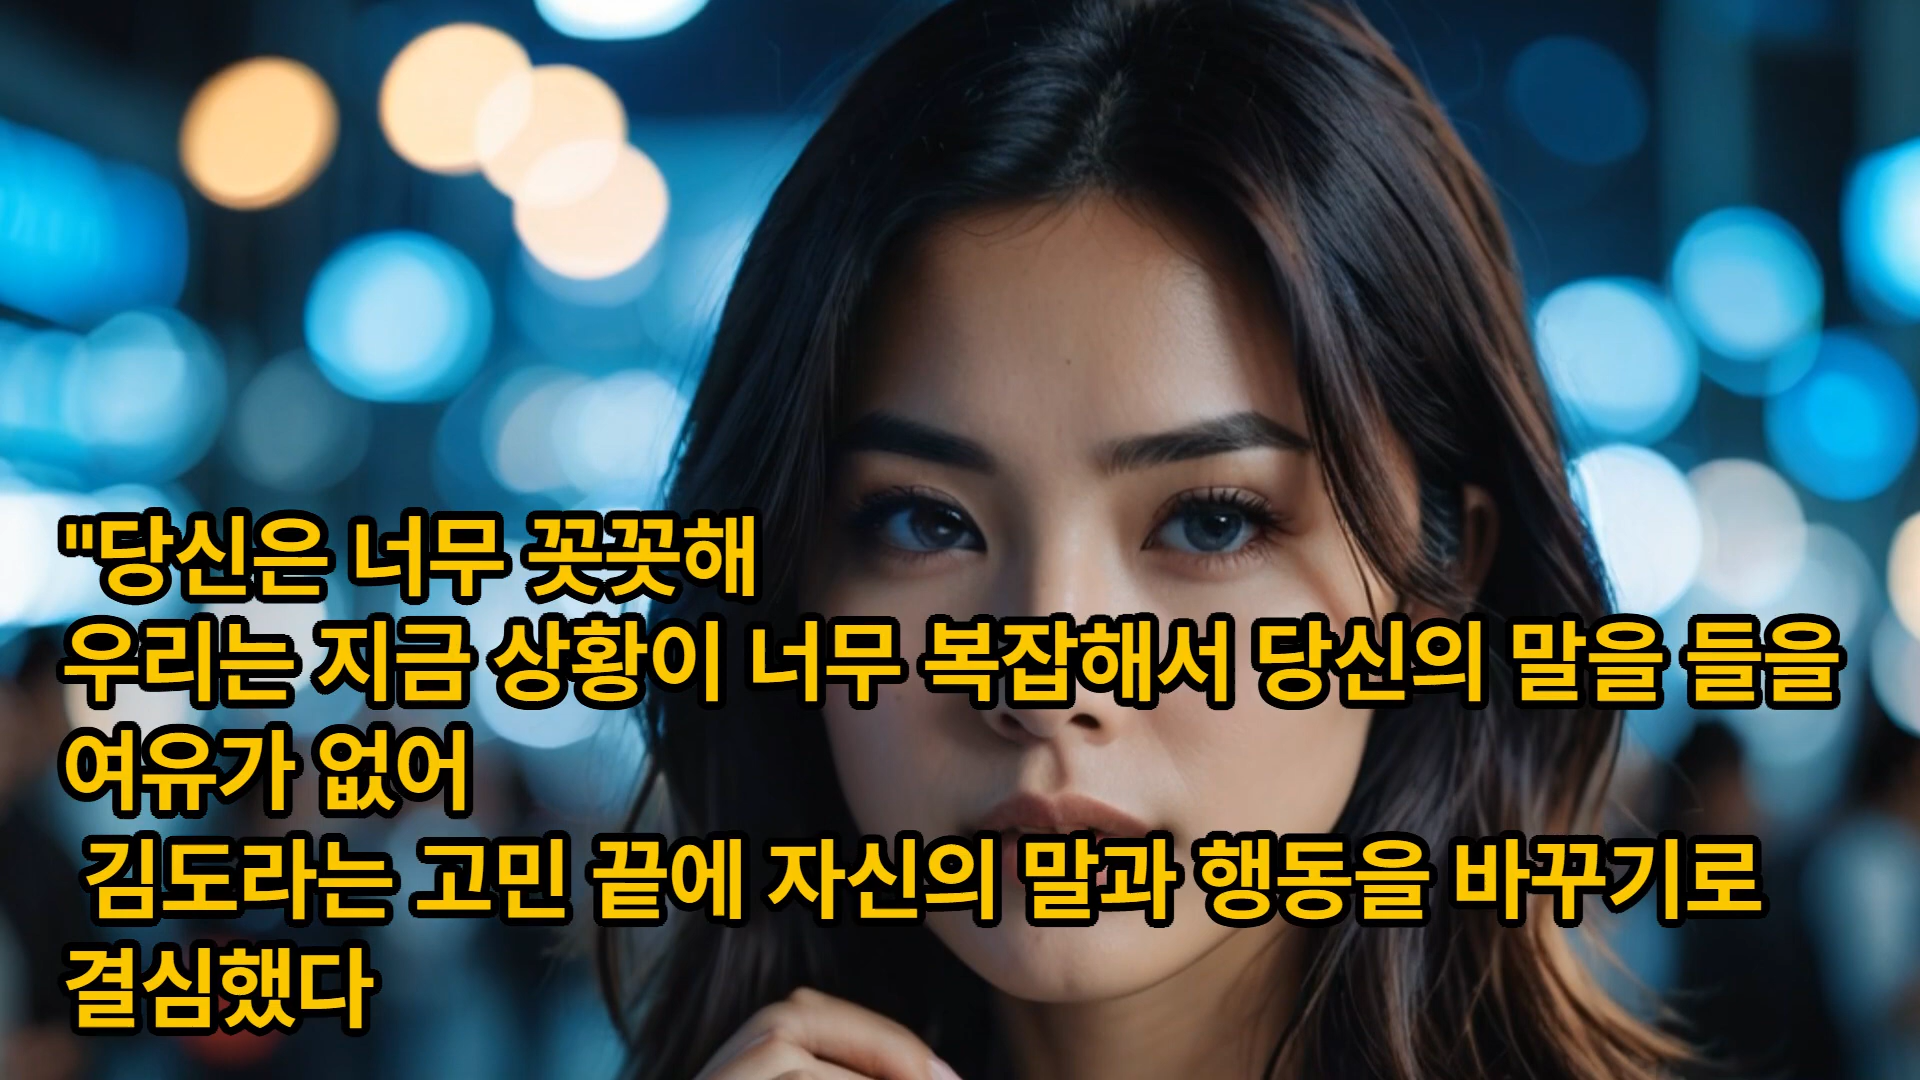 "당신은 너무 꼿꼿해
우리는 지금 상황이 너무 복잡해서 당신의 말을 들을
여유가 없어
김도라는 고민 끝에 자신의 말과 행동을 바꾸기로
결심했다